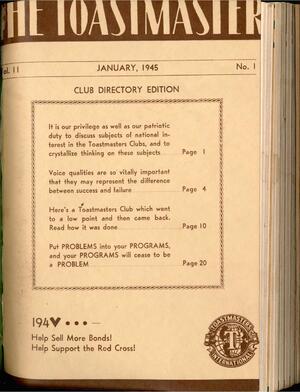 THE TOASTMASTER
Vol. 11 JANUARY, 1945 No. 1
CLUB DIRECTORY EDITION
It is our privilege as well as our patriotic
duty to discuss subjects of national in-
terest in the Toastmasters Clubs, and to
crystallize thinking on these subjects Page 1
Voice qualities are so vitally important
that they may represent the difference
between success and failure Page 4
Here's a Toastmasters Club which went
to a low point and then came back.
Read how it was done Page 10
Put PROBLEMS into your PROGRAMS,
and your PROGRAMS will cease to be
a PROBLEM Page 20
194V •••—
Help Sell More Bonds!
Help Support the Rod Cross!
TOASTMASTERS
T
INTERNATIONAL